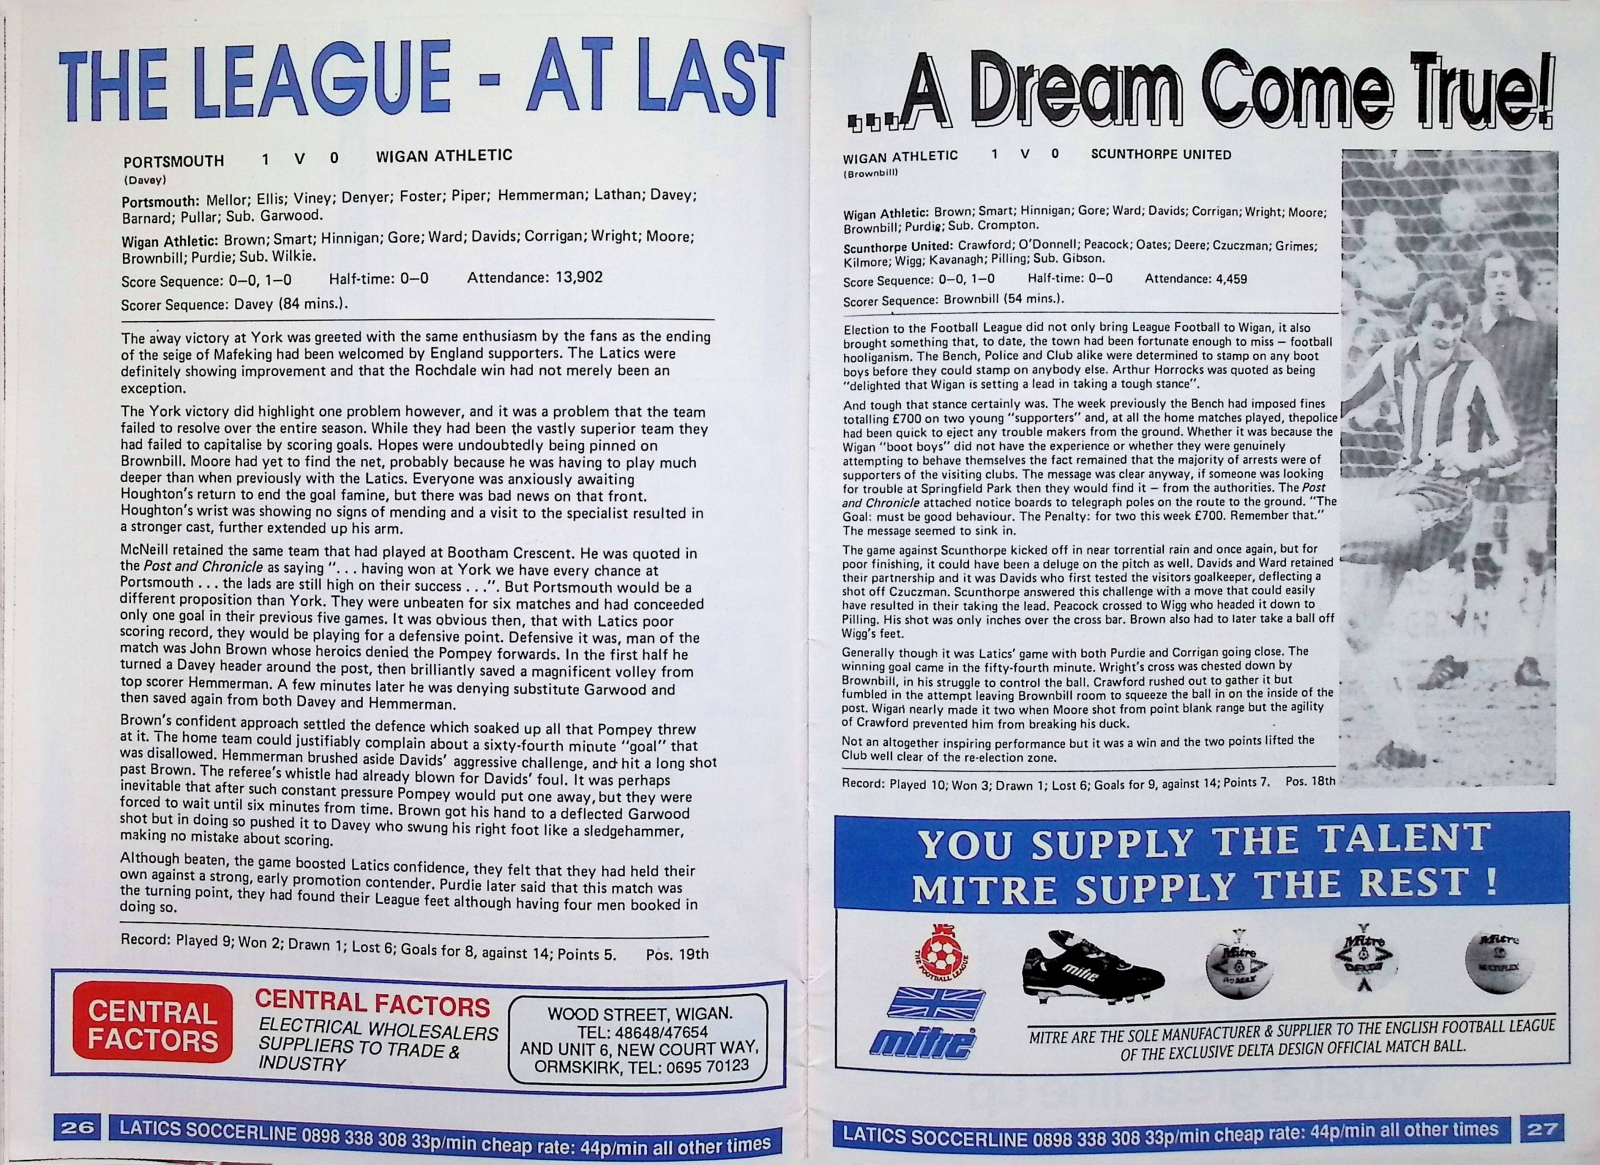 THE LEAGUE - AT LAST
PORTSMOUTH 1 V 0 WIGAN ATHLETIC
(Davey)
Portsmouth: Mellor; Ellis; Viney; Denyer; Foster; Piper; Hemmerman; Lathan; Davey;
Barnard; Pullar; Sub. Garwood.
Wigan Athletic: Brown; Smart; Hinnigan; Gore; Ward; Davids; Corrigan; Wright; Moore;
Brownbill; Purdie; Sub. Wilkie.
Score Sequence: 0–0, 1–0 Half-time: 0–0 Attendance: 13,902
Scorer Sequence: Davey (84 mins.).
The away victory at York was greeted with the same enthusiasm by the fans as the ending
of the seige of Mafeking had been welcomed by England supporters. The Latics were
definitely showing improvement and that the Rochdale win had not merely been an
exception.
The York victory did highlight one problem however, and it was a problem that the team
failed to resolve over the entire season. While they had been the vastly superior team they
had failed to capitalise by scoring goals. Hopes were undoubtedly being pinned on
Brownbill. Moore had yet to find the net, probably because he was having to play much
deeper than when previously with the Latics. Everyone was anxiously awaiting
Houghton's return to end the goal famine, but there was bad news on that front.
Houghton's wrist was showing no signs of mending and a visit to the specialist resulted in
a stronger cast, further extended up his arm.
McNeill retained the same team that had played at Bootham Crescent. He was quoted in
the Post and Chronicle as saying "... having won at York we have every chance at
Portsmouth ... the lads are still high on their success ...". But Portsmouth would be a
different proposition than York. They were unbeaten for six matches and had conceeded
only one goal in their previous five games. It was obvious then, that with Latics poor
scoring record, they would be playing for a defensive point. Defensive it was, man of the
match was John Brown whose heroics denied the Pompey forwards. In the first half he
turned a Davey header around the post, then brilliantly saved a magnificent volley from
top scorer Hemmerman. A few minutes later he was denying substitute Garwood and
then saved again from both Davey and Hemmerman.
Brown's confident approach settled the defence which soaked up all that Pompey threw
at it. The home team could justifiably complain about a sixty-fourth minute "goal" that
was disallowed. Hemmerman brushed aside Davids' aggressive challenge, and hit a long shot
past Brown. The referee's whistle had already blown for Davids' foul. It was perhaps
inevitable that after such constant pressure Pompey would put one away, but they were
forced to wait until six minutes from time. Brown got his hand to a deflected Garwood
shot but in doing so pushed it to Davey who swung his right foot like a sledgehammer,
making no mistake about scoring.
Although beaten, the game boosted Latics confidence, they felt that they had held their
own against a strong, early promotion contender. Purdie later said that this match was
the turning point, they had found their League feet although having four men booked in
doing so.
Record: Played 9; Won 2; Drawn 1; Lost 6; Goals for 8, against 14; Points 5. Pos. 19th
CENTRAL
FACTORS
CENTRAL FACTORS
ELECTRICAL WHOLESALERS
SUPPLIERS TO TRADE &
INDUSTRY
WOOD STREET, WIGAN.
TEL: 48648/47654
AND UNIT 6, NEW COURT WAY,
ORMSKIRK, TEL: 0695 70123
26 LATICS SOCCERLINE 0898 338 308 33p/min cheap rate: 44p/min all other times
...A Dream Come True!
WIGAN ATHLETIC 1 V 0 SCUNTHORPE UNITED
(Brownbill)
Wigan Athletic: Brown; Smart; Hinnigan; Gore; Ward; Davids; Corrigan; Wright; Moore;
Brownbill; Purdie; Sub. Crompton.
Scunthorpe United: Crawford; O'Donnell; Peacock; Oates; Deere; Czuczman; Grimes;
Kilmore; Wigg; Kavanagh; Pilling; Sub. Gibson.
Score Sequence: 0–0, 1–0 Half-time: 0–0 Attendance: 4,459
Scorer Sequence: Brownbill (54 mins.).
Election to the Football League did not only bring League Football to Wigan, it also
brought something that, to date, the town had been fortunate enough to miss – football
hooliganism. The Bench, Police and Club alike were determined to stamp on any boot
boys before they could stamp on anybody else. Arthur Horrocks was quoted as being
"delighted that Wigan is setting a lead in taking a tough stance".
And tough that stance certainly was. The week previously the Bench had imposed fines
totalling £700 on two young "supporters" and, at all the home matches played, thepolice
had been quick to eject any trouble makers from the ground. Whether it was because the
Wigan "boot boys" did not have the experience or whether they were genuinely
attempting to behave themselves the fact remained that the majority of arrests were of
supporters of the visiting clubs. The message was clear anyway, if someone was looking
for trouble at Springfield Park then they would find it – from the authorities. The Post
and Chronicle attached notice boards to telegraph poles on the route to the ground. "The
Goal: must be good behaviour. The Penalty: for two this week £700. Remember that."
The message seemed to sink in.
The game against Scunthorpe kicked off in near torrential rain and once again, but for
poor finishing, it could have been a deluge on the pitch as well. Davids and Ward retained
their partnership and it was Davids who first tested the visitors goalkeeper, deflecting a
shot off Czuczman. Scunthorpe answered this challenge with a move that could easily
have resulted in their taking the lead. Peacock crossed to Wigg who headed it down to
Pilling. His shot was only inches over the cross bar. Brown also had to later take a ball off
Wigg's feet.
Generally though it was Latics' game with both Purdie and Corrigan going close. The
winning goal came in the fifty-fourth minute. Wright's cross was chested down by
Brownbill, in his struggle to control the ball. Crawford rushed out to gather it but
fumbled in the attempt leaving Brownbill room to squeeze the ball in on the inside of the
post. Wigan nearly made it two when Moore shot from point blank range but the agility
of Crawford prevented him from breaking his duck.
Not an altogether inspiring performance but it was a win and the two points lifted the
Club well clear of the re-election zone.
Record: Played 10; Won 3; Drawn 1; Lost 6; Goals for 9, against 14; Points 7. Pos. 18th
YOU SUPPLY THE TALENT
MITRE SUPPLY THE REST !
THE FOOTBALL LEAGUE
mitre
mitre
Mitre
Mitre
DELTA
Mitre
MULTIPLEX
MITRE ARE THE SOLE MANUFACTURER & SUPPLIER TO THE ENGLISH FOOTBALL LEAGUE
OF THE EXCLUSIVE DELTA DESIGN OFFICIAL MATCH BALL.
LATICS SOCCERLINE 0898 338 308 33p/min cheap rate: 44p/min all other times 27